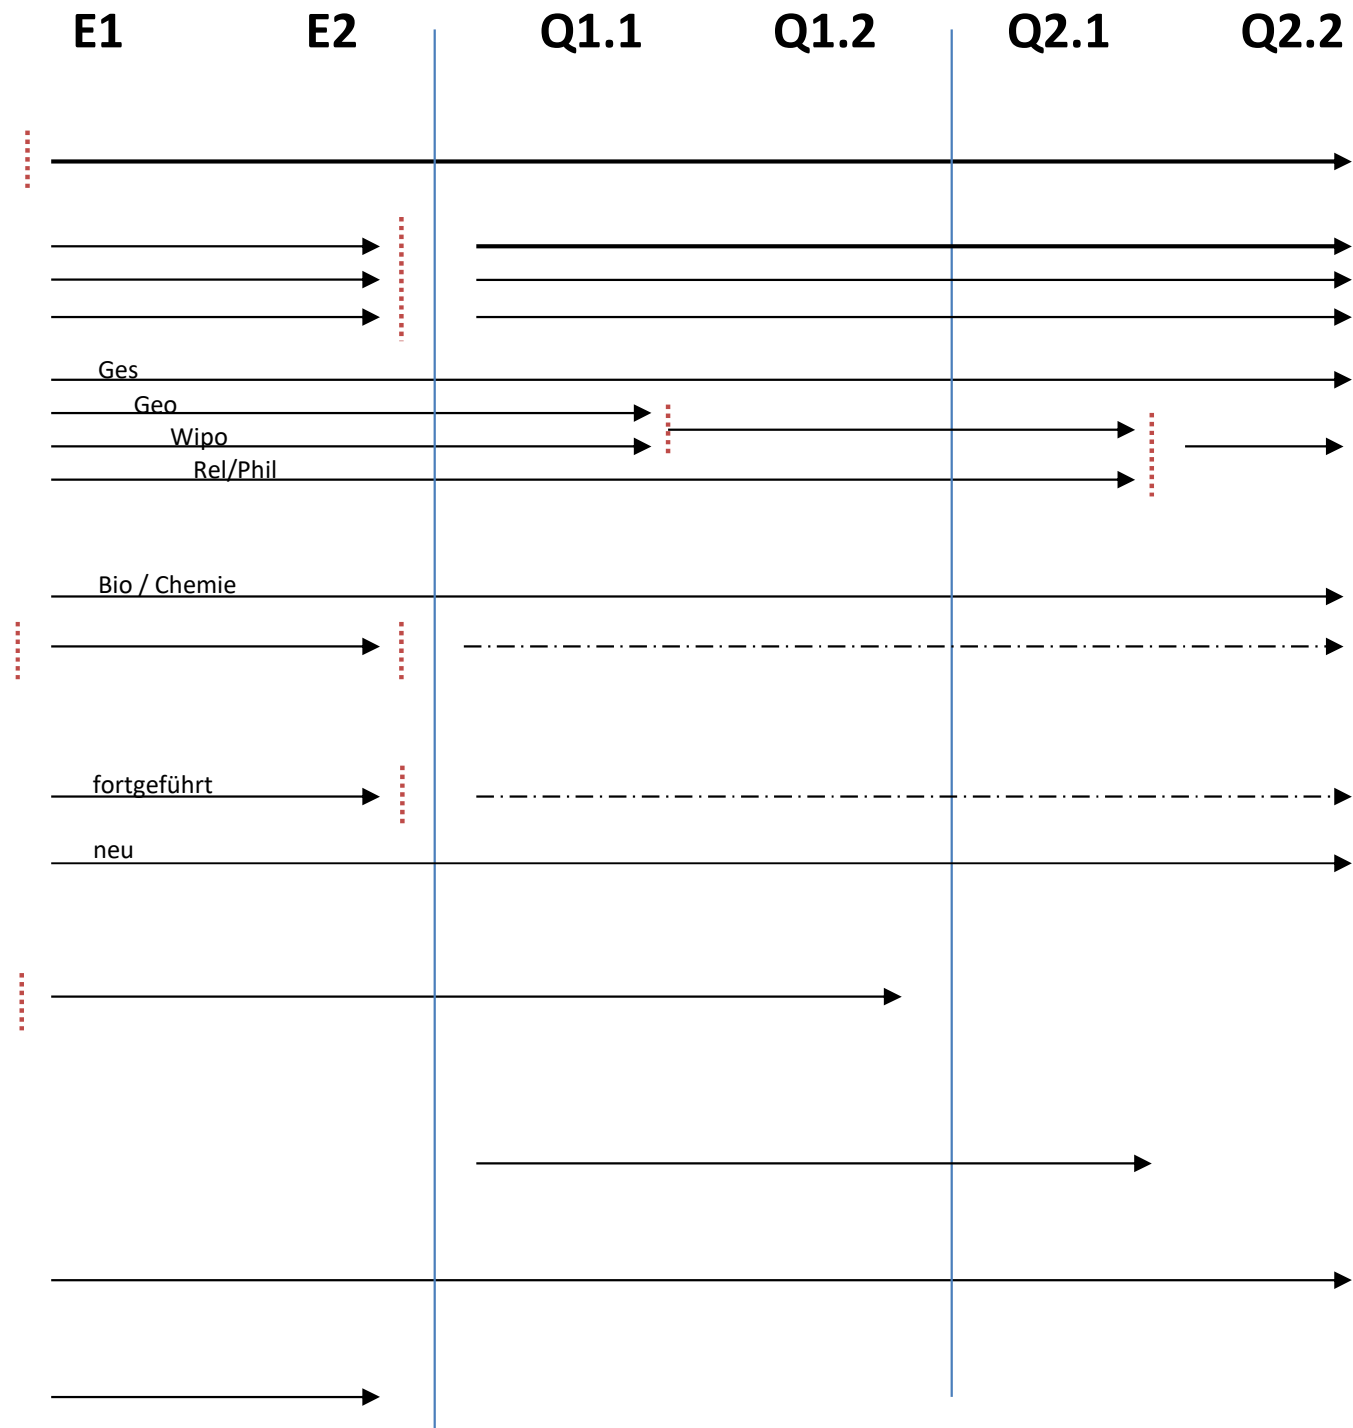 E1 E2 Q1.1 Q1.2 Q2.1 Q2.2
Ges
Geo
Wipo
Rel/Phil
Bio / Chemie
fortgeführt
neu